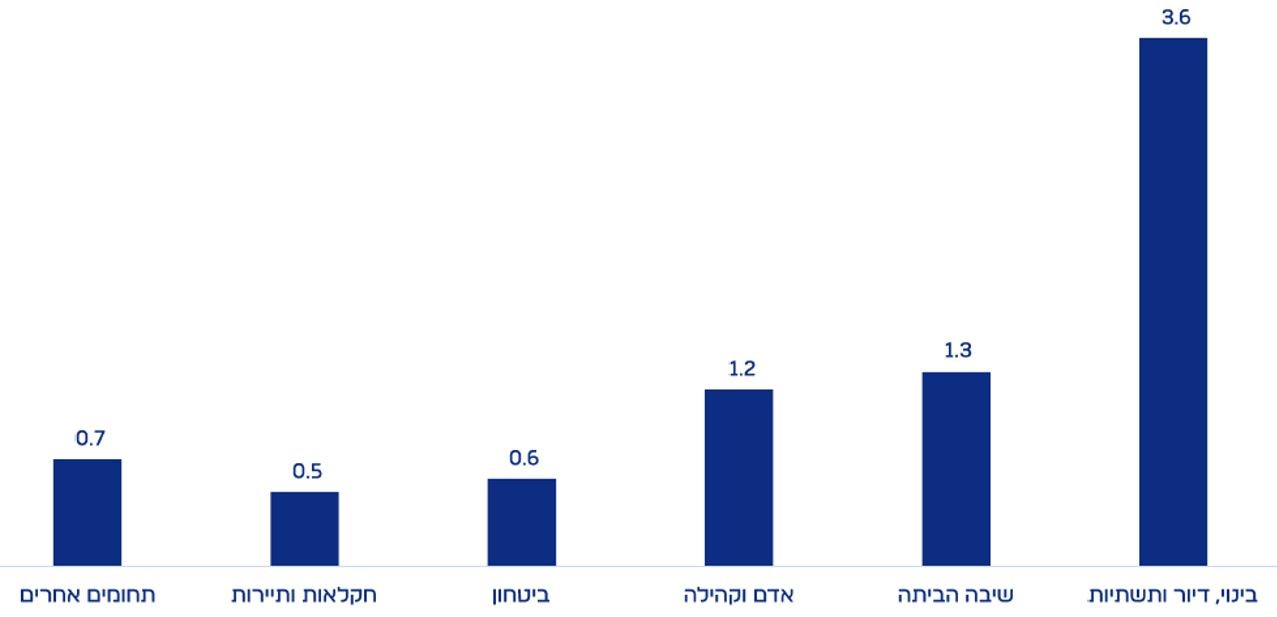 3.6
1.3
1.2
0.6
0.5
0.7
בינוי, דיור ותשתיות
שיבה הביתה
אדם וקהילה
ביטחון
חקלאות ותיירות
תחומים אחרים